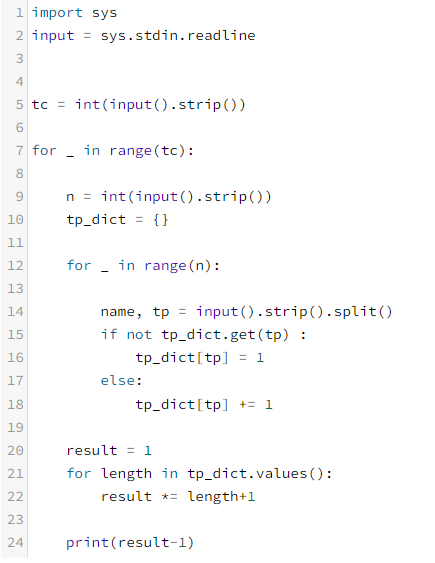 1 import sys
2 input = sys.stdin.readline
3
4
5 tc = int(input().strip())
6
7 for _ in range(tc):
8
9     n = int(input().strip())
10     tp_dict = {}
11
12     for _ in range(n):
13
14         name, tp = input().strip().split()
15         if not tp_dict.get(tp) :
16             tp_dict[tp] = 1
17         else:
18             tp_dict[tp] += 1
19
20     result = 1
21     for length in tp_dict.values():
22         result *= length+1
23
24     print(result-1)